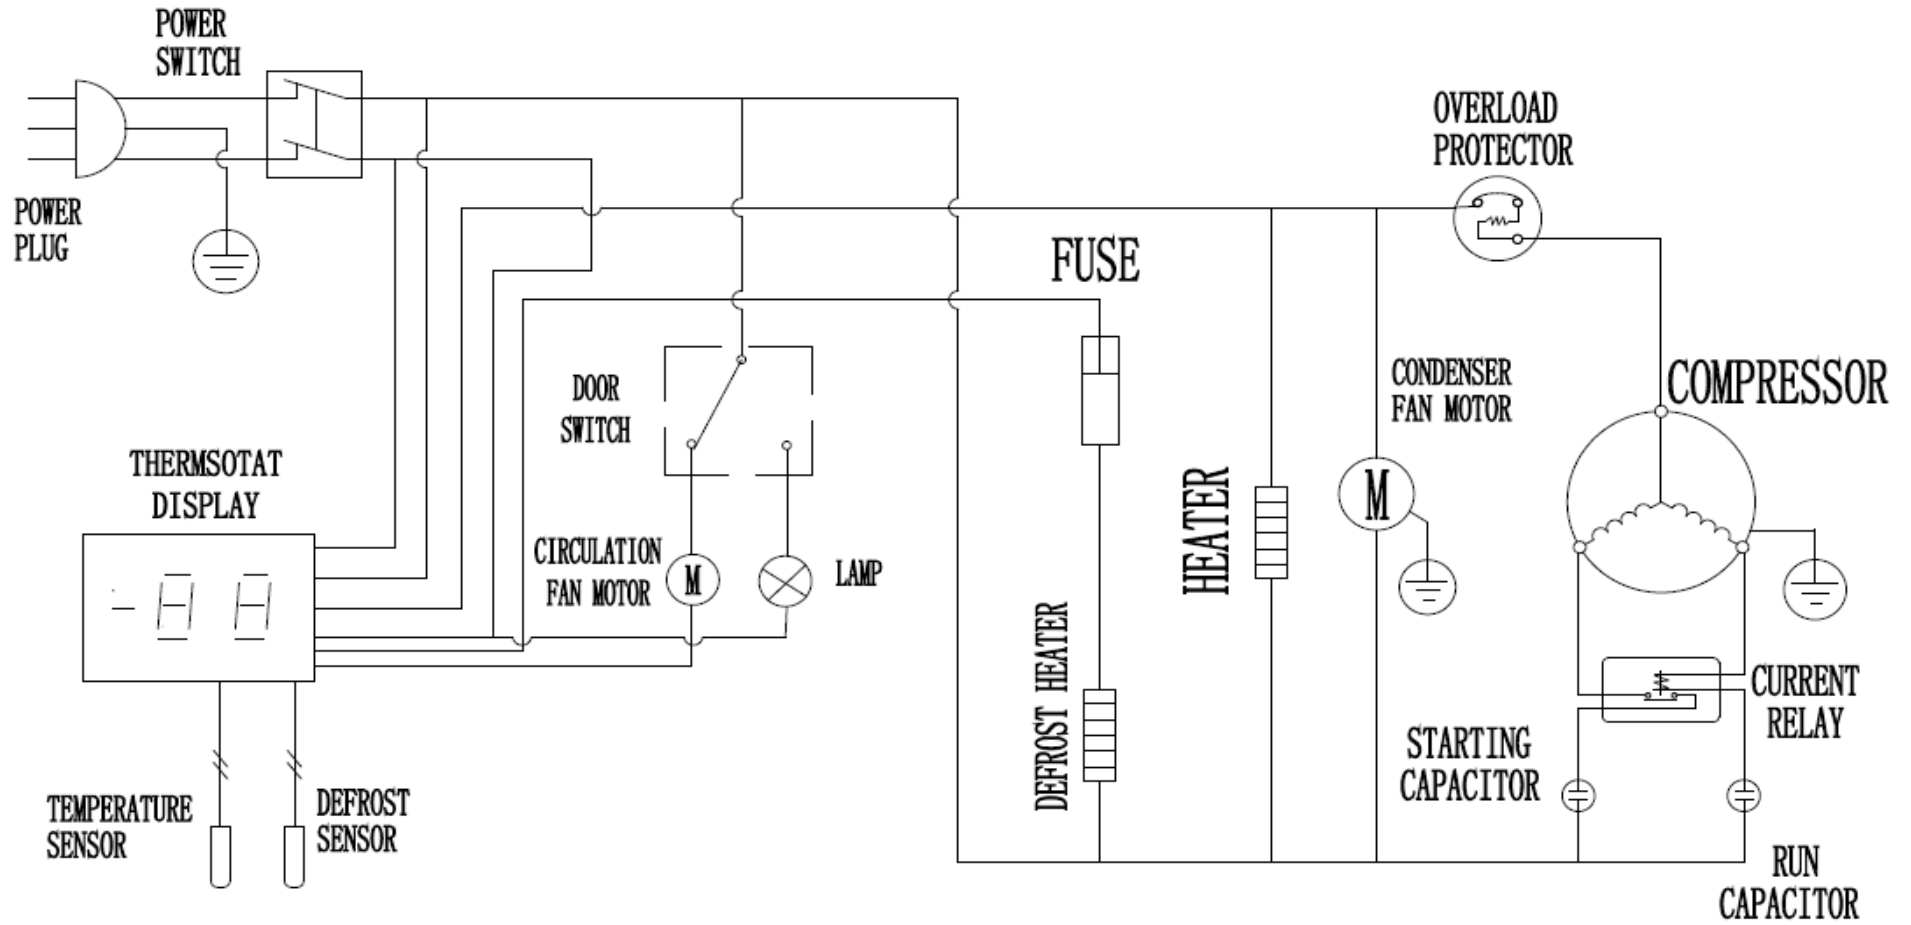 POWER
SWITCH
POWER
PLUG
OVERLOAD
PROTECTOR
FUSE
CONDENSER
FAN MOTOR
COMPRESSOR
DOOR
SWITCH
THERMSOTAT
DISPLAY
HEATER
M
CIRCULATION
FAN MOTOR
M
LAMP
DEFROST HEATER
CURRENT
RELAY
STARTING
CAPACITOR
TEMPERATURE
SENSOR
DEFROST
SENSOR
RUN
CAPACITOR